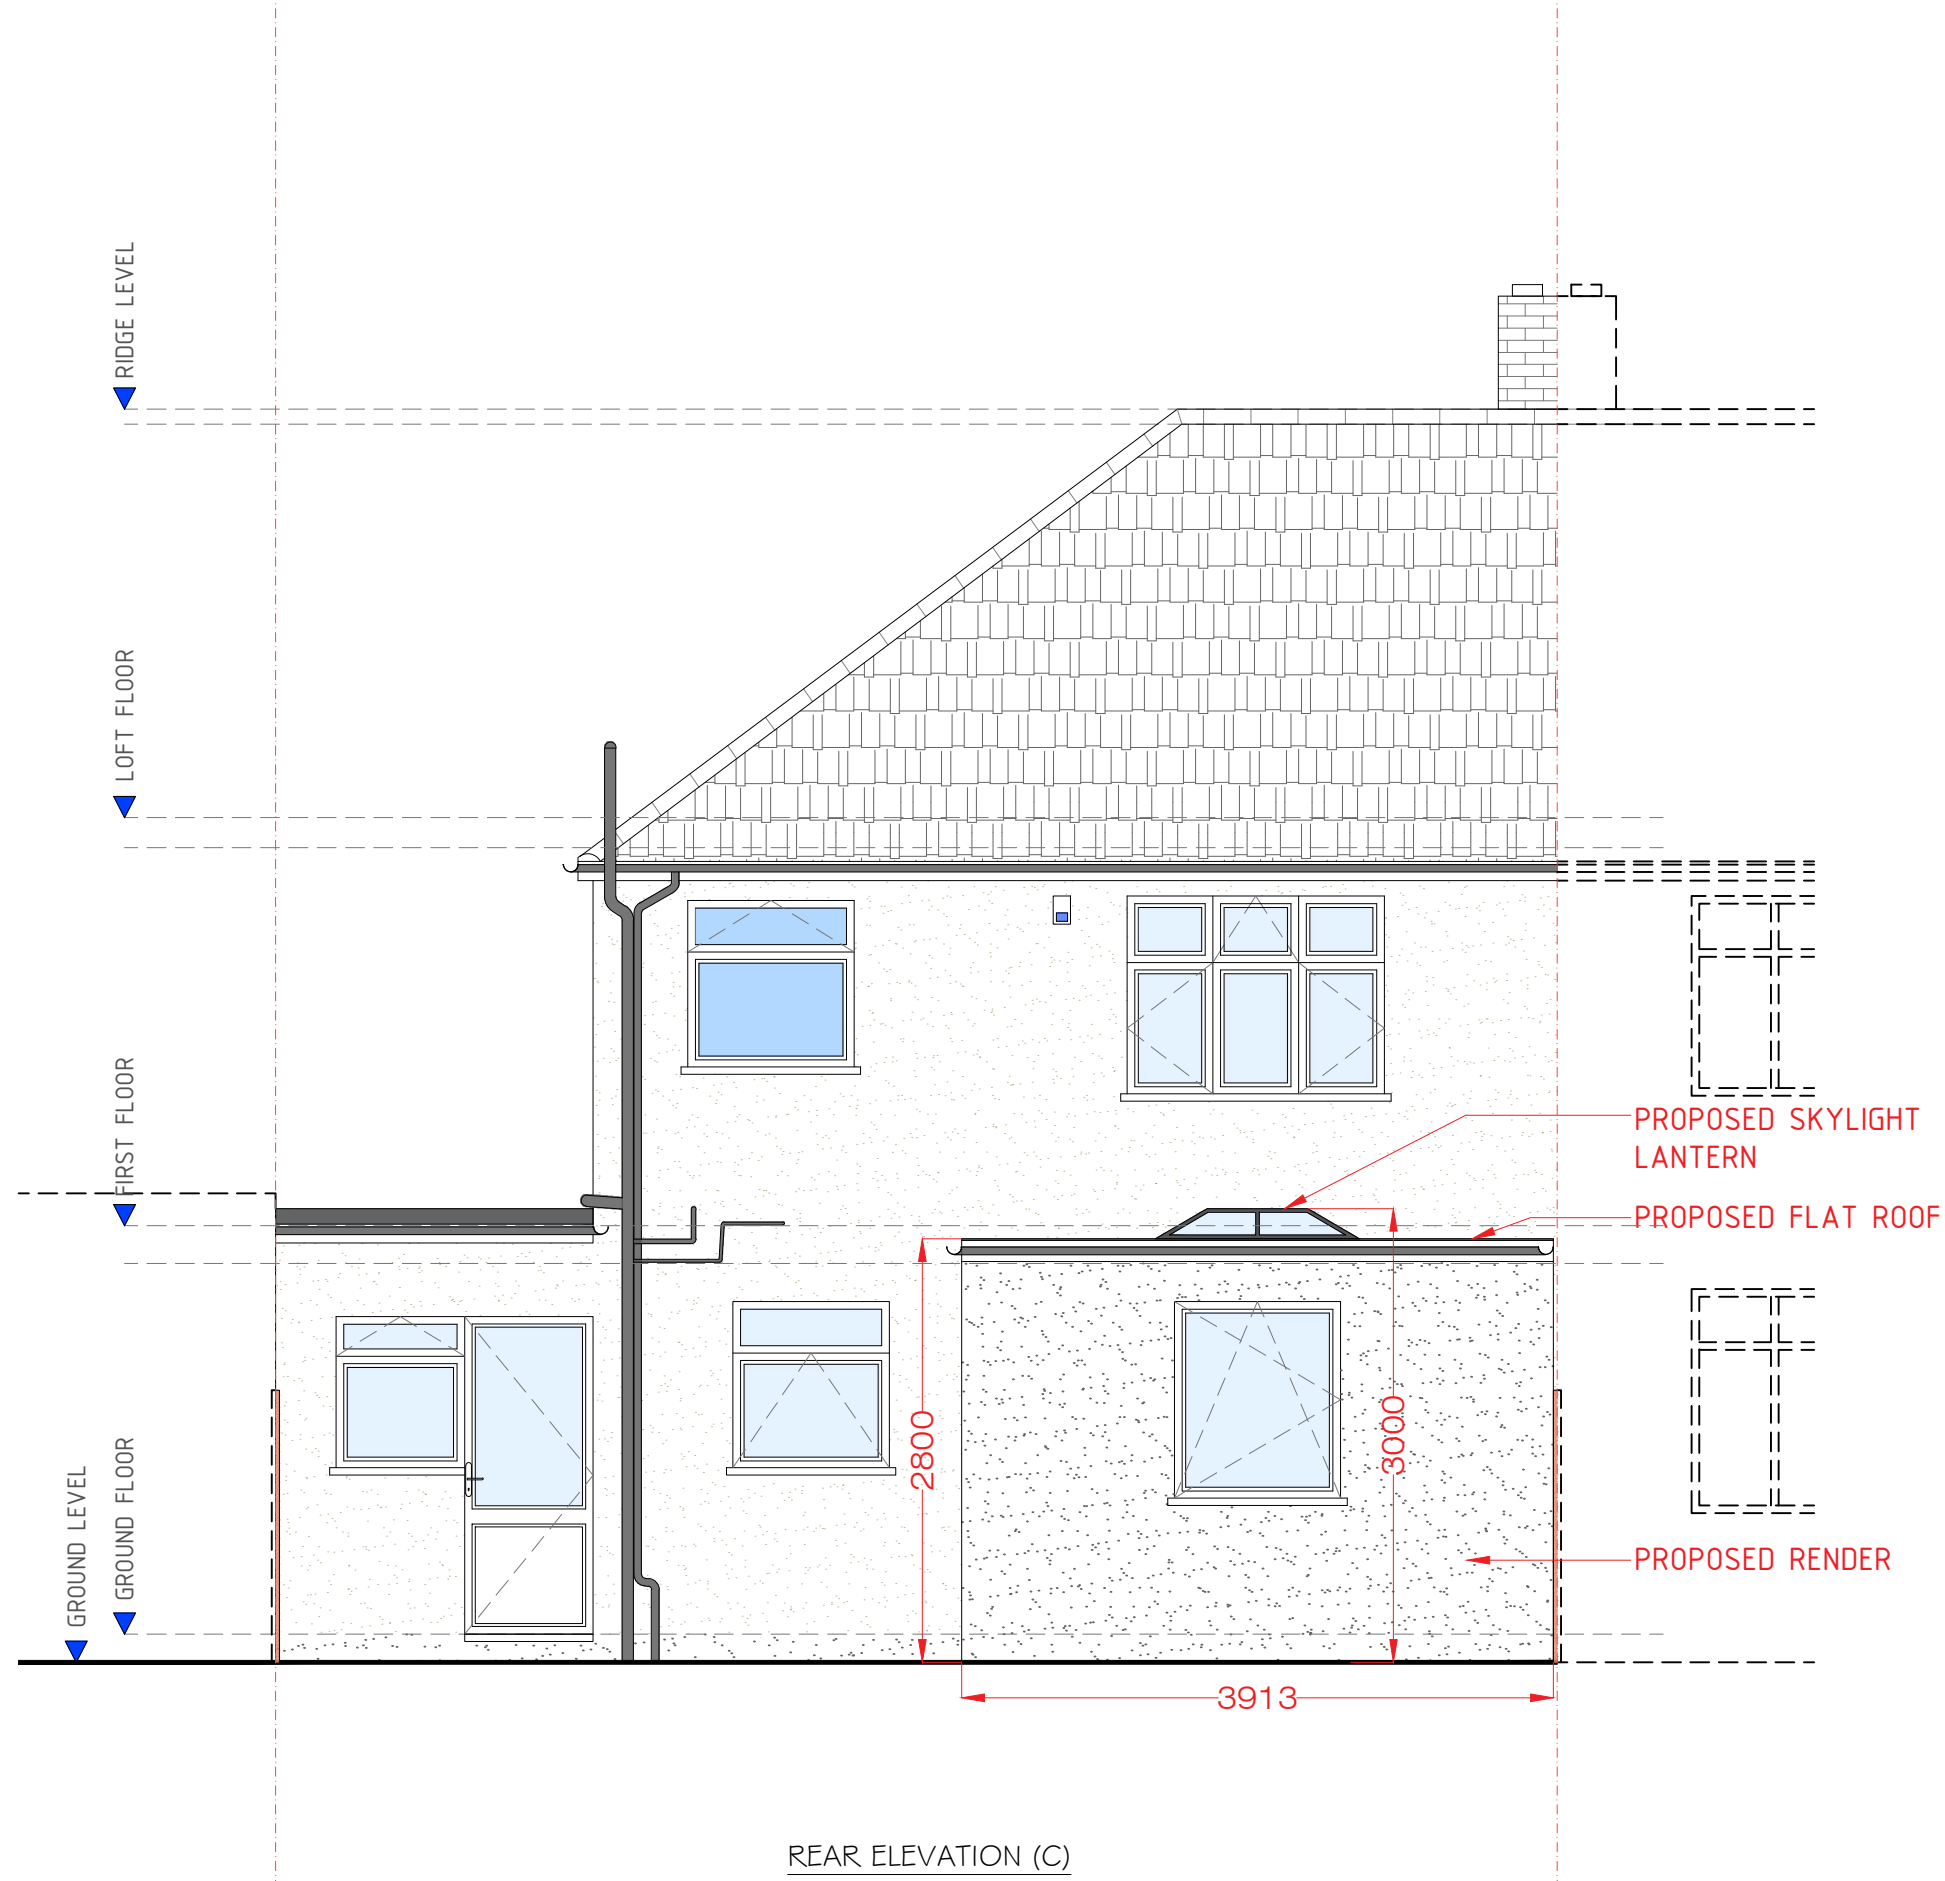 RIDGE LEVEL
LOFT FLOOR
FIRST FLOOR
PROPOSED SKYLIGHT
LANTERN
PROPOSED FLAT ROOF
2800
3000
GROUND FLOOR
GROUND LEVEL
PROPOSED RENDER
3913
REAR ELEVATION (C)